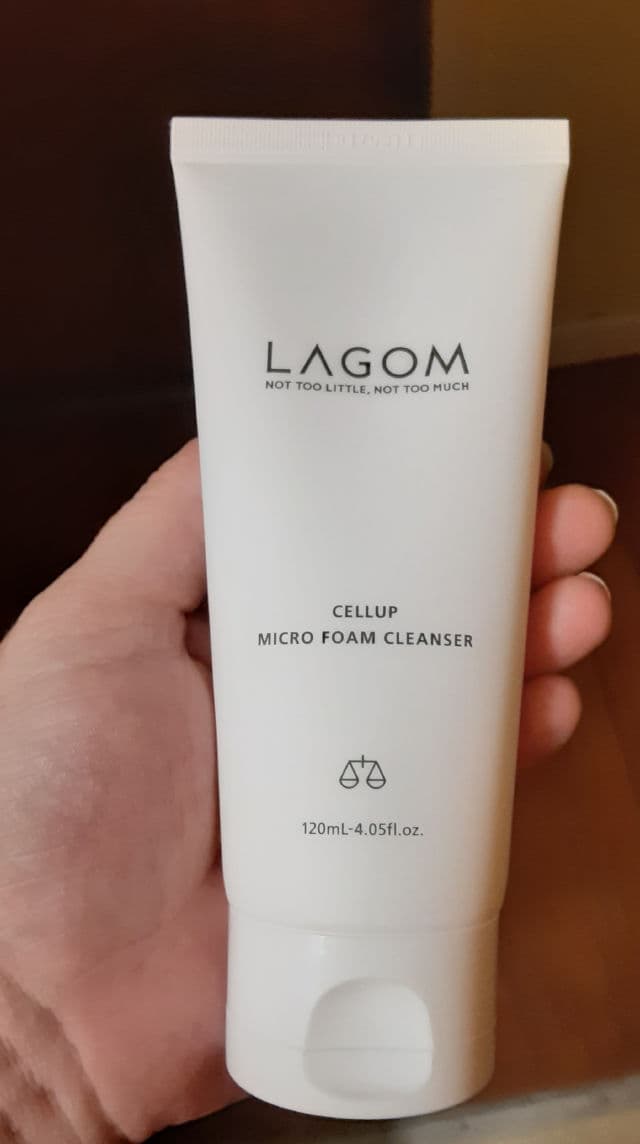 LAGOM
NOT TOO LITTLE, NOT TOO MUCH
CELLUP
MICRO FOAM CLEANSER
120mL-4.05fl.oz.